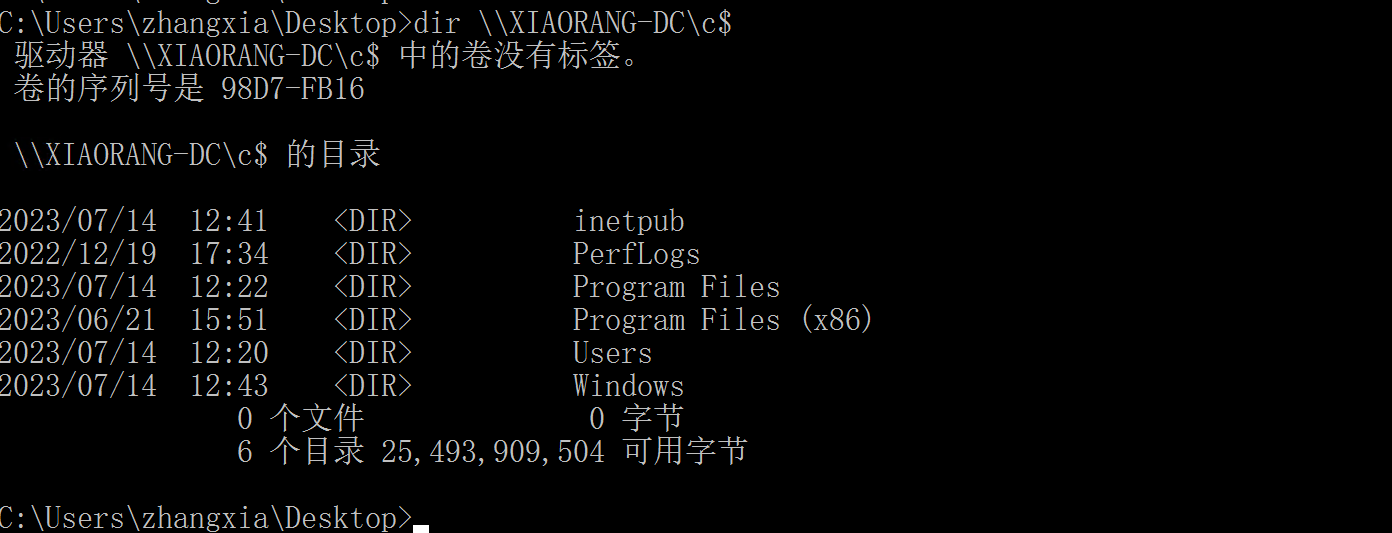 C:\Users\zhangxia\Desktop>dir \\XIAORANG-DC\c$
驱动器 \\XIAORANG-DC\c$ 中的卷没有标签。
卷的序列号是 98D7-FB16
\\XIAORANG-DC\c$ 的目录
2023/07/14  12:41    <DIR>          inetpub
2022/12/19  17:34    <DIR>          PerfLogs
2023/07/14  12:22    <DIR>          Program Files
2023/06/21  15:51    <DIR>          Program Files (x86)
2023/07/14  12:20    <DIR>          Users
2023/07/14  12:43    <DIR>          Windows
0 个文件              0 字节
6 个目录 25,493,909,504 可用字节
C:\Users\zhangxia\Desktop>